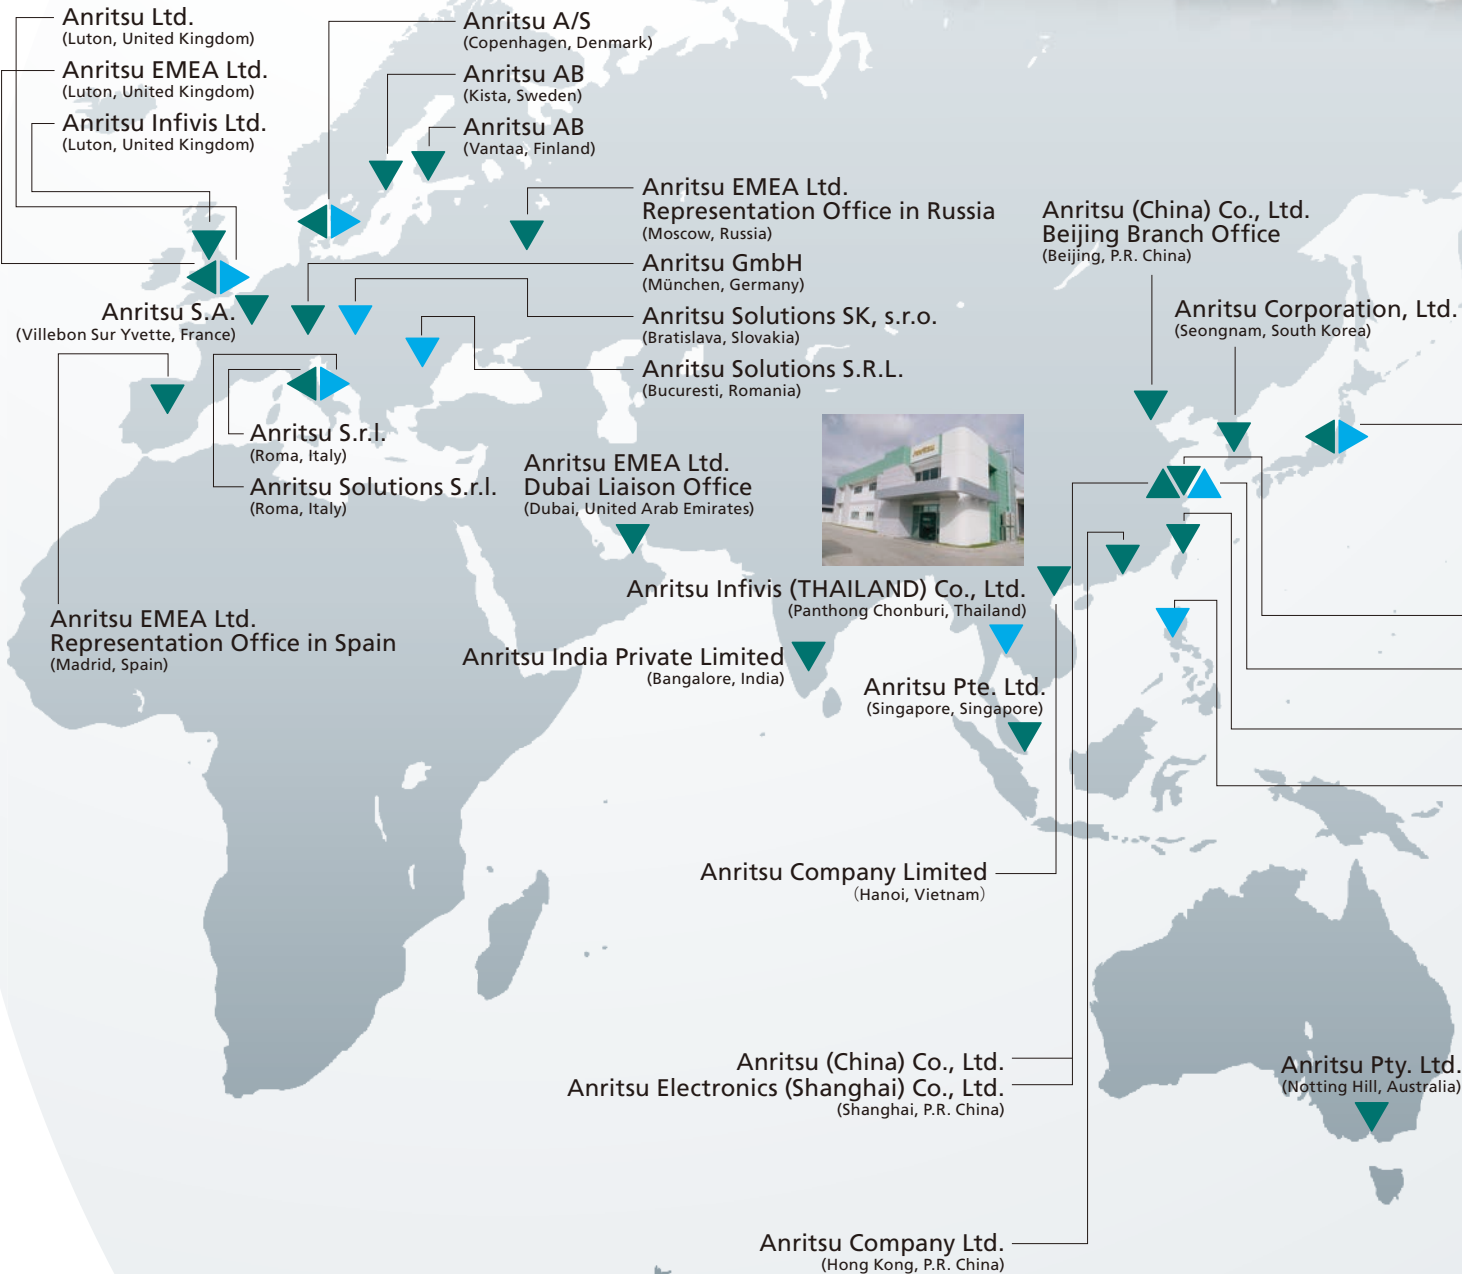 Anritsu Ltd.
(Luton, United Kingdom)
Anritsu EMEA Ltd.
(Luton, United Kingdom)
Anritsu Infivis Ltd.
(Luton, United Kingdom)
Anritsu A/S
(Copenhagen, Denmark)
Anritsu AB
(Kista, Sweden)
Anritsu AB
(Vantaa, Finland)
Anritsu EMEA Ltd.
Representation Office in Russia
(Moscow, Russia)
Anritsu GmbH
(München, Germany)
Anritsu Solutions SK, s.r.o.
(Bratislava, Slovakia)
Anritsu Solutions S.R.L.
(Bucuresti, Romania)
Anritsu (China) Co., Ltd.
Beijing Branch Office
(Beijing, P.R. China)
Anritsu Corporation, Ltd.
(Seongnam, South Korea)
Anritsu S.A.
(Villebon Sur Yvette, France)
Anritsu S.r.l.
(Roma, Italy)
Anritsu Solutions S.r.l.
(Roma, Italy)
Anritsu EMEA Ltd.
Dubai Liaison Office
(Dubai, United Arab Emirates)
Anritsu
Anritsu Infivis (THAILAND) Co., Ltd.
(Panthong Chonburi, Thailand)
Anritsu EMEA Ltd.
Representation Office in Spain
(Madrid, Spain)
Anritsu India Private Limited
(Bangalore, India)
Anritsu Pte. Ltd.
(Singapore, Singapore)
Anritsu Company Limited
(Hanoi, Vietnam)
Anritsu (China) Co., Ltd.
Anritsu Electronics (Shanghai) Co., Ltd.
(Shanghai, P.R. China)
Anritsu Pty. Ltd.
(Notting Hill, Australia)
Anritsu Company Ltd.
(Hong Kong, P.R. China)